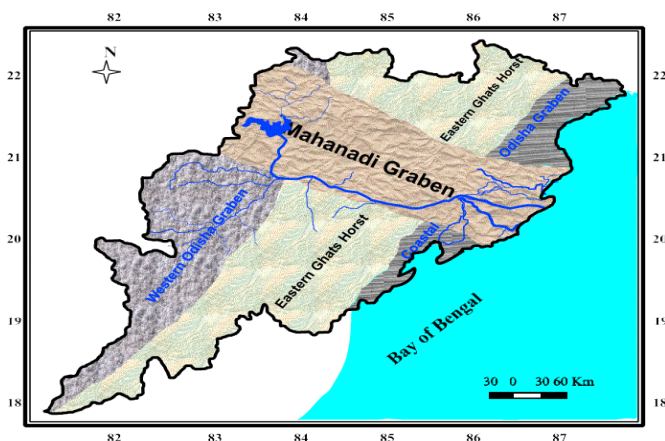 82 83 84 85 86 87
N
22
21
20
19
18
22
21
20
19
18
Eastern Ghats Horst
Odisha Graben
Mahanadi Graben
Western Odisha Graben
Eastern Ghats Horst
Coastal
Bay of Bengal
30 0 30 60 Km
82 83 84 85 86 87